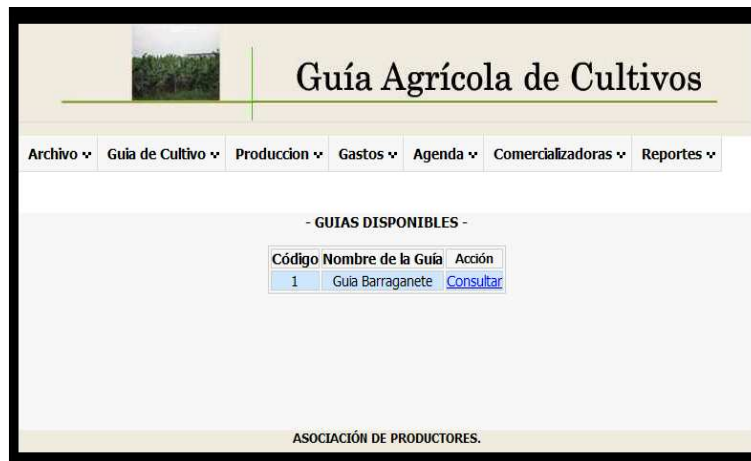 Guía Agrícola de Cultivos
Archivo Guia de Cultivo Produccion Gastos Agenda Comercializadoras Reportes
- GUIAS DISPONIBLES -
Código Nombre de la Guía Acción
1 Guia Barraganete Consultar
ASOCIACIÓN DE PRODUCTORES.